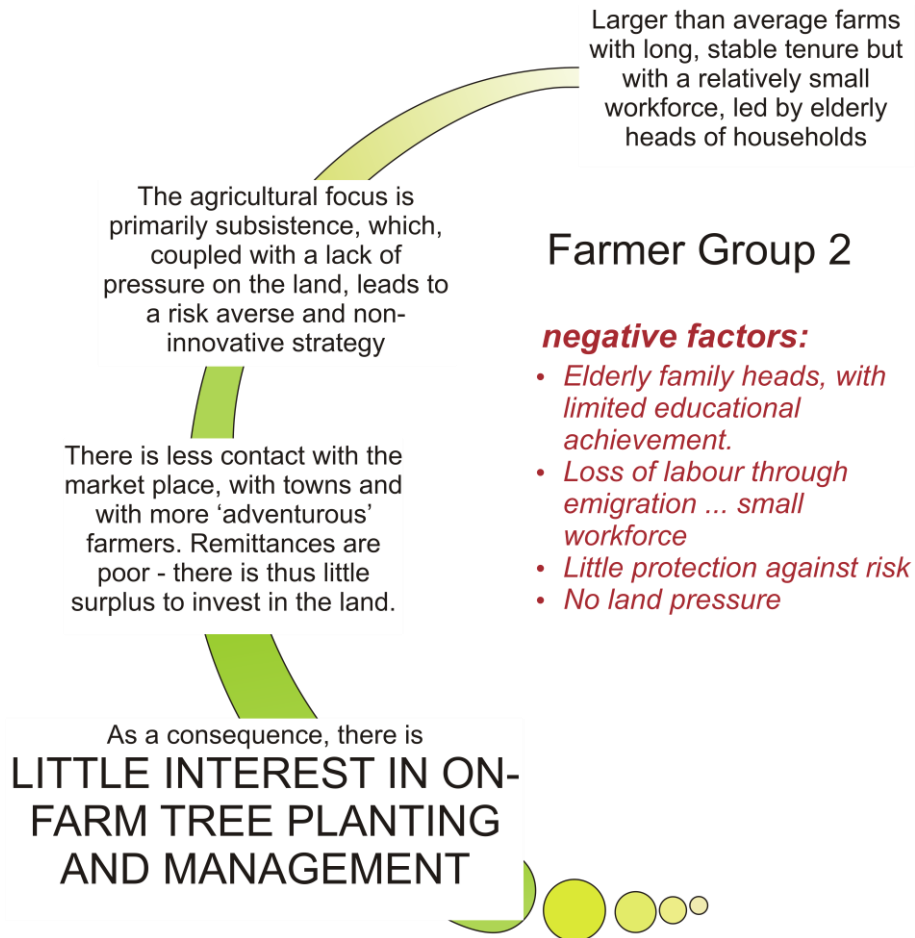 Larger than average farms
with long, stable tenure but
with a relatively small
workforce, led by elderly
heads of households
The agricultural focus is
primarily subsistence, which,
coupled with a lack of
pressure on the land, leads to
a risk averse and non-
innovative strategy
There is less contact with the
market place, with towns and
with more ‘adventurous’
farmers. Remittances are
poor - there is thus little
surplus to invest in the land.
As a consequence, there is
LITTLE INTEREST IN ON-
FARM TREE PLANTING
AND MANAGEMENT
Farmer Group 2
negative factors:
• Elderly family heads, with
limited educational
achievement.
• Loss of labour through
emigration ... small
workforce
• Little protection against risk
• No land pressure